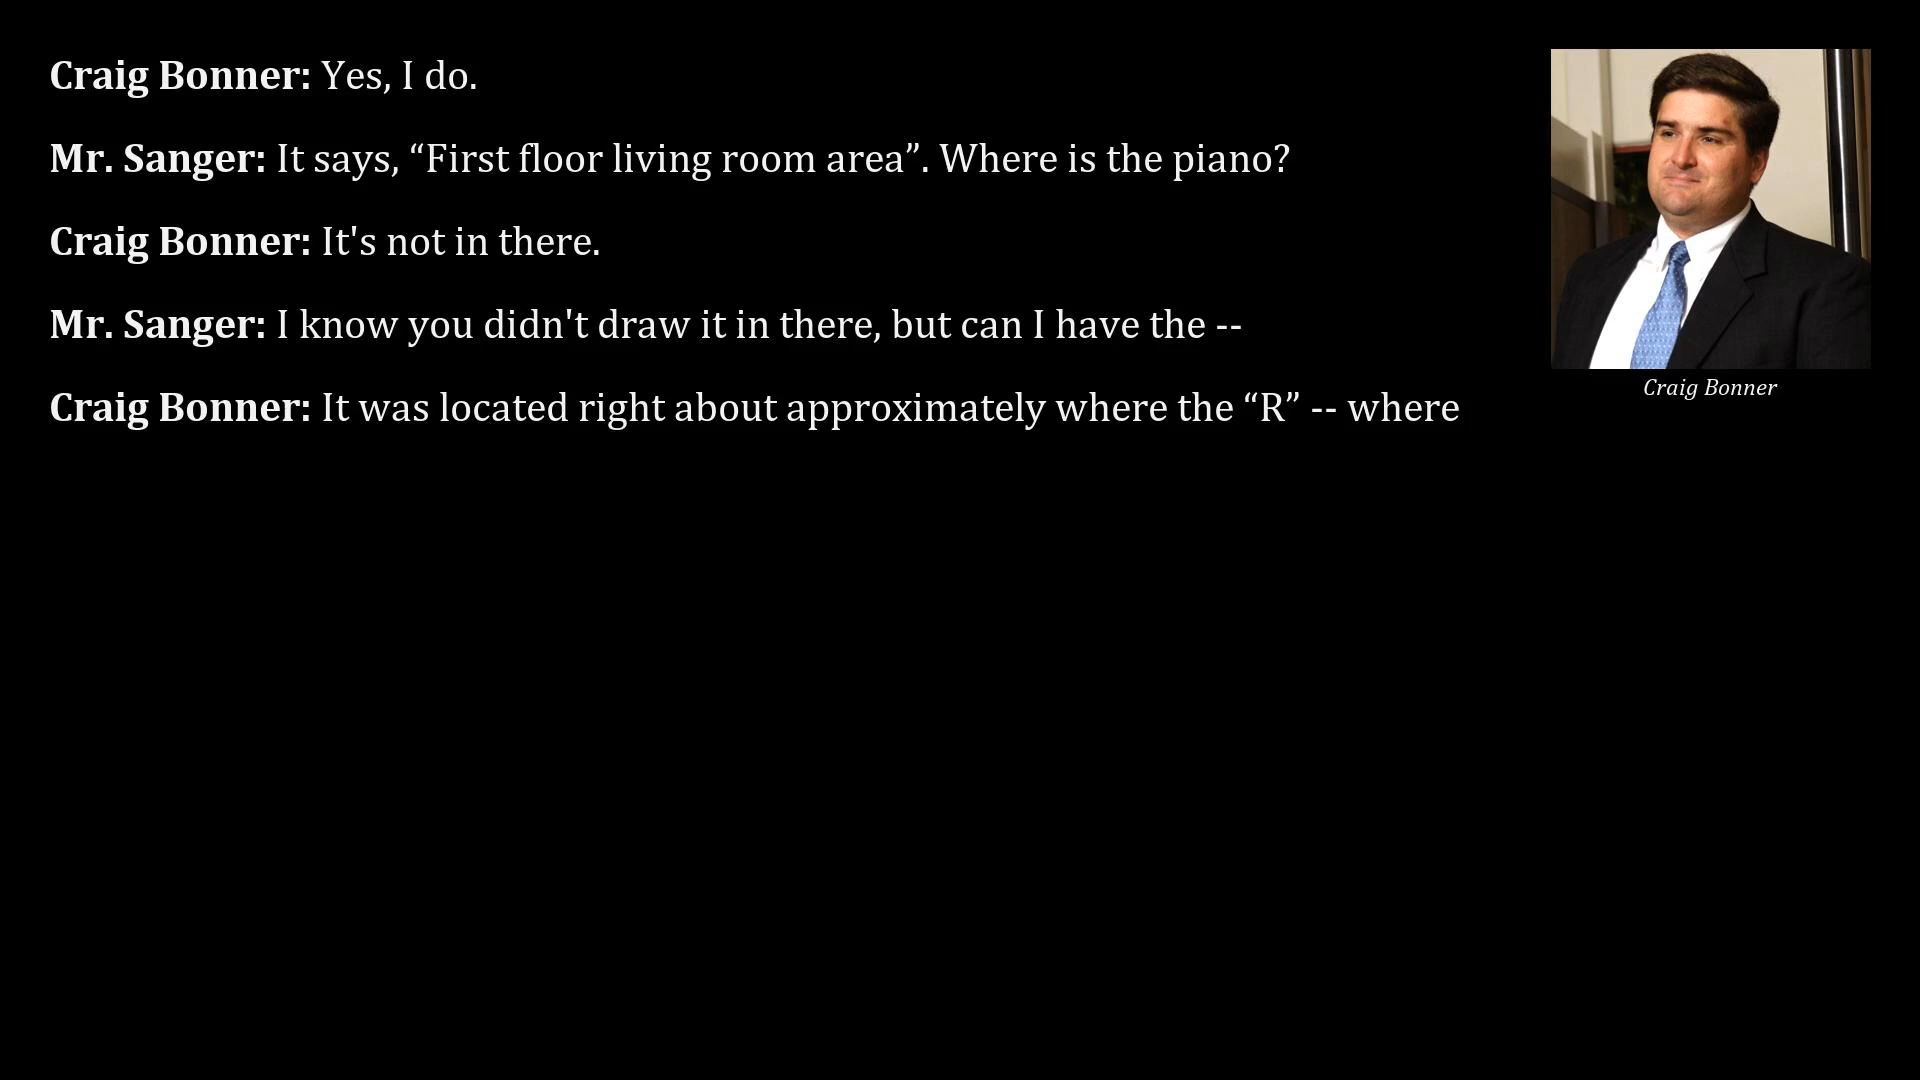 Craig Bonner: Yes, I do.
Mr. Sanger: It says, “First floor living room area”. Where is the piano?
Craig Bonner: It's not in there.
Mr. Sanger: I know you didn't draw it in there, but can I have the --
Craig Bonner: It was located right about approximately where the “R” -- where
Craig Bonner